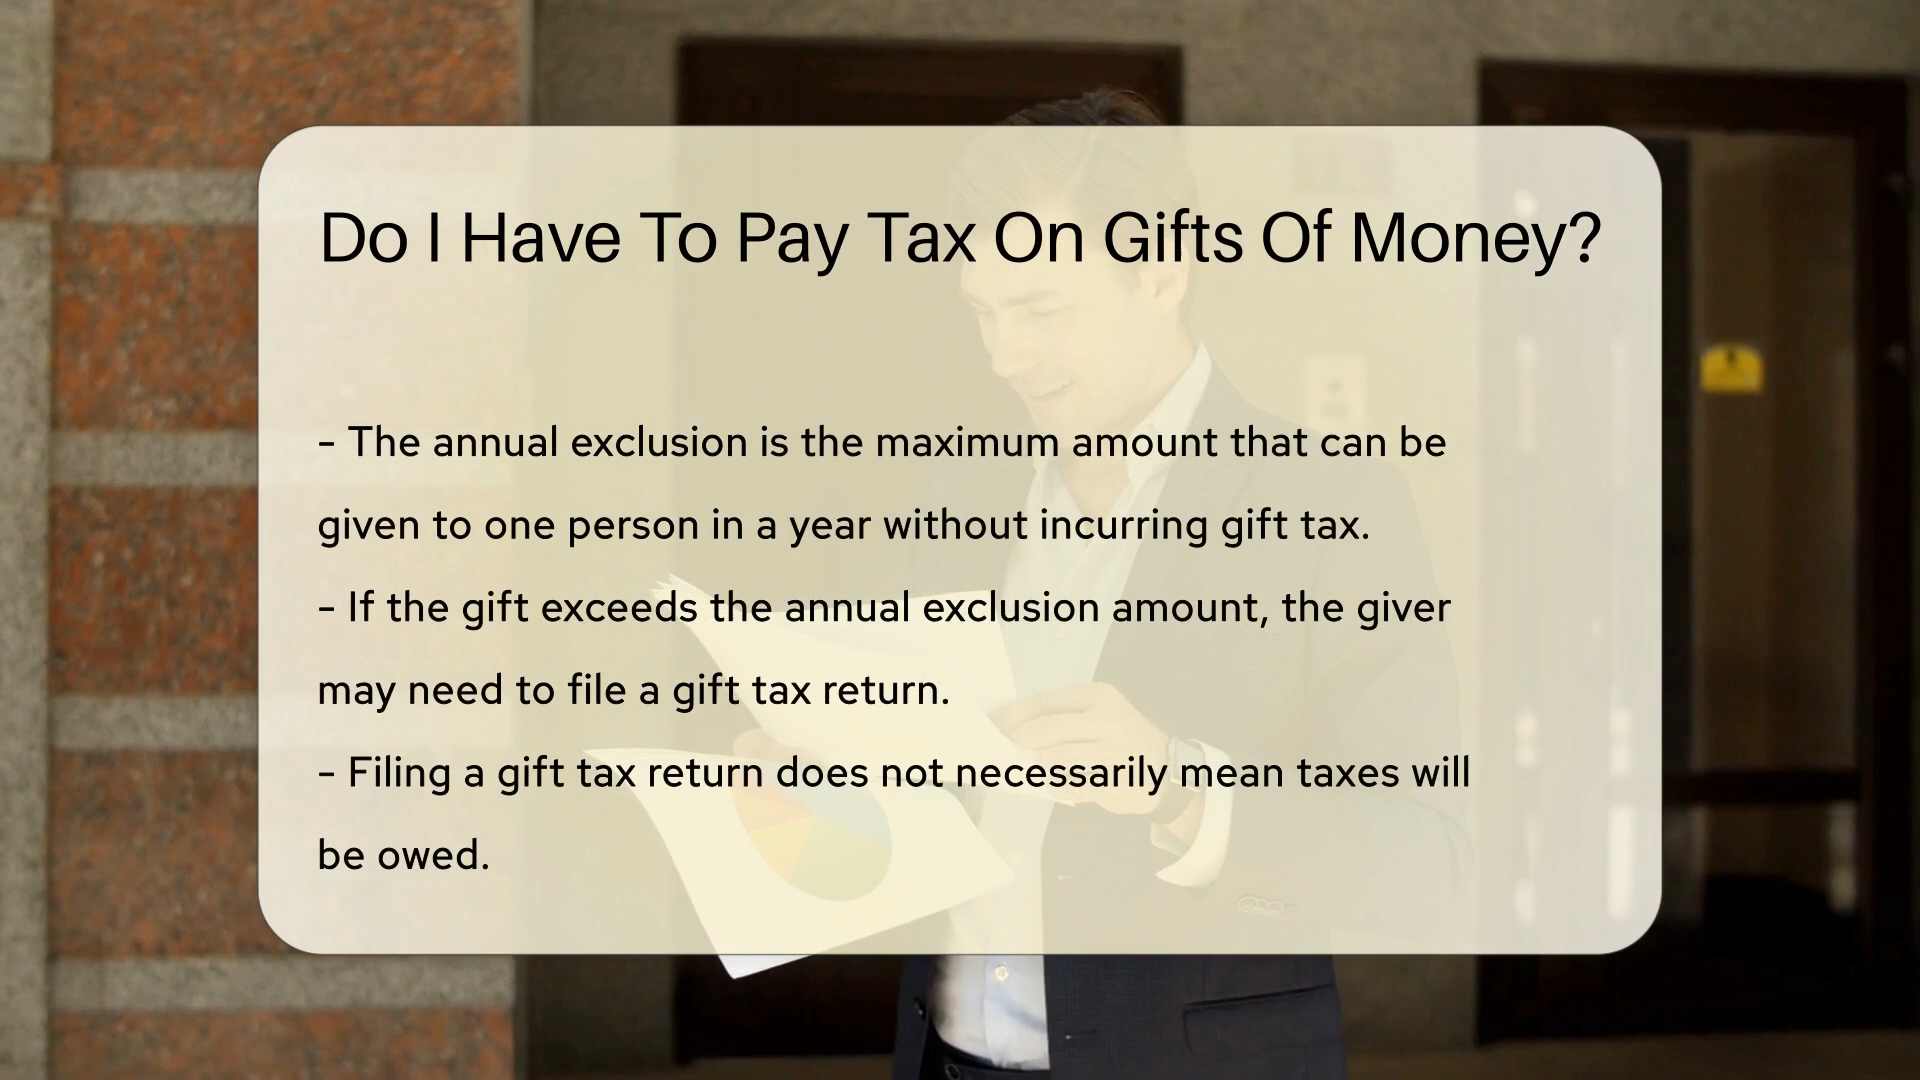 Do I Have To Pay Tax On Gifts Of Money?
- The annual exclusion is the maximum amount that can be
given to one person in a year without incurring gift tax.
- If the gift exceeds the annual exclusion amount, the giver
may need to file a gift tax return.
- Filing a gift tax return does not necessarily mean taxes will
be owed.